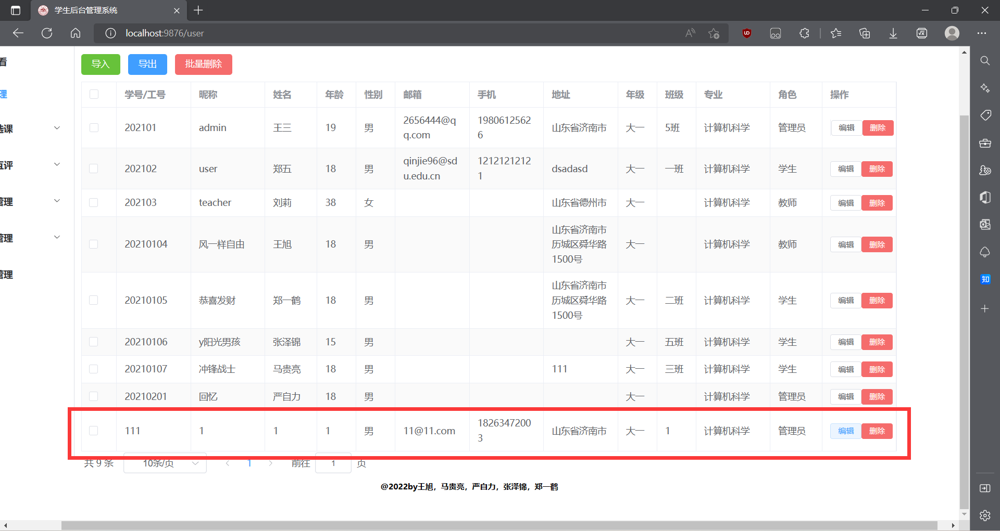 学生后台管理系统
localhost:9876/user
看
导入 导出 批量删除
学号/工号 昵称 姓名 年龄 性别 邮箱 手机 地址 年级 班级 专业 角色 操作
理
202101 admin 王三 19 男 2656444@q
q.com 1980612562
6 山东省济南市 大一 5班 计算机科学 管理员 编辑 删除
选课
202102 user 郑五 18 男 qinjie96@sd
u.edu.cn 1212121212
1 dsadasd 大一 一班 计算机科学 学生 编辑 删除
互评
202103 teacher 刘莉 38 女 山东省德州市 大一 计算机科学 教师 编辑 删除
管理
20210104 风一样自由 王旭 18 男 山东省济南市
历城区舜华路
1500号 大一 计算机科学 教师 编辑 删除
管理
20210105 恭喜发财 郑一鹤 18 男 山东省济南市
历城区舜华路
1500号 大一 二班 计算机科学 学生 编辑 删除
管理
20210106 y阳光男孩 张泽锦 15 男 大一 五班 计算机科学 学生 编辑 删除
20210107 冲锋战士 马贵亮 18 男 111 大一 三班 计算机科学 学生 编辑 删除
20210201 回忆 严自力 18 男 大一 计算机科学 管理员 编辑 删除
111 1 1 1 男 11@11.com 1826347200
3 山东省济南市 大一 1 计算机科学 管理员 编辑 删除
共 9 条 10条/页 1 前往 1 页
@2022by王旭，马贵亮，严自力，张泽锦，郑一鹤
知